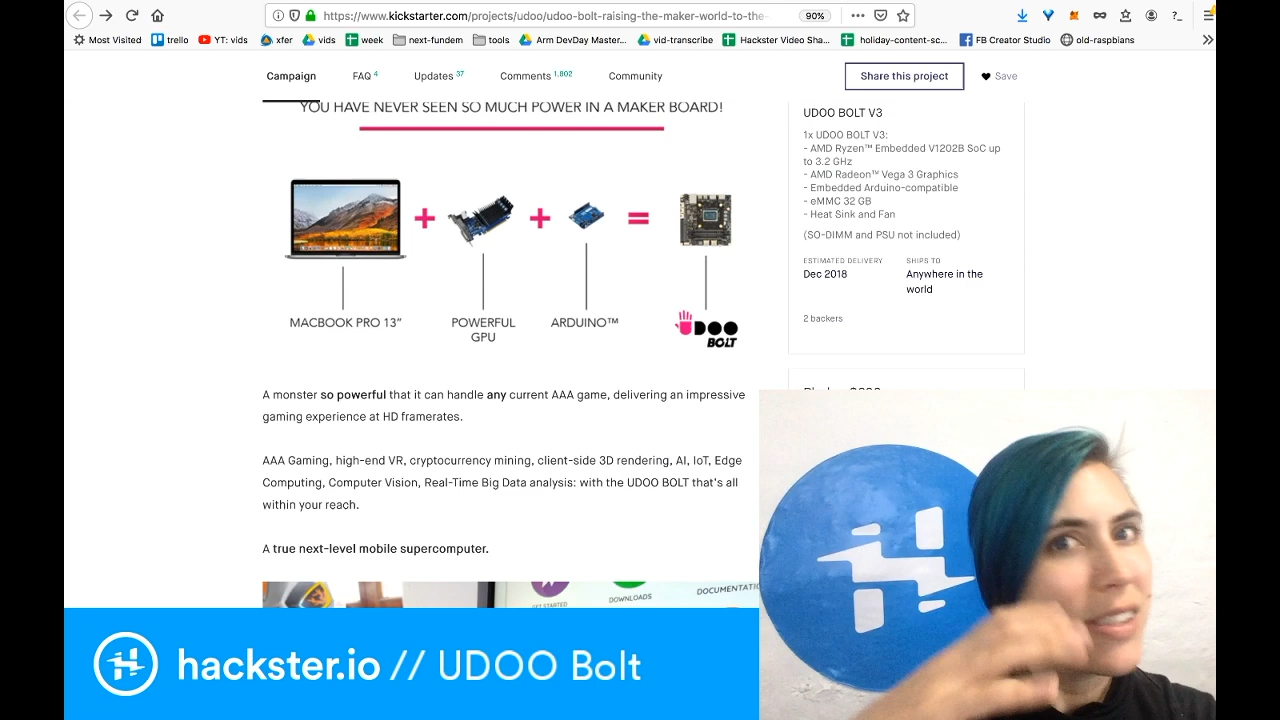 https://www.kickstarter.com/projects/udoo/udoo-bolt-raising-the-maker-world-to-the-
90%
Most Visited
trello
YT: vids
xfer
vids
week
next-fundem
tools
Arm DevDay Master...
vid-transcribe
Hackster Video Sha...
holiday-content-sc...
FB Creator Studio
old-raspbians
Campaign
FAQ 4
Updates 37
Comments 1,802
Community
Share this project
Save
YOU HAVE NEVER SEEN SO MUCH POWER IN A MAKER BOARD!
MACBOOK PRO 13”
POWERFUL
GPU
ARDUINO™
UDOO
BOLT
A monster so powerful that it can handle any current AAA game, delivering an impressive
gaming experience at HD framerates.
AAA Gaming, high-end VR, cryptocurrency mining, client-side 3D rendering, AI, IoT, Edge
Computing, Computer Vision, Real-Time Big Data analysis: with the UDOO BOLT that's all
within your reach.
A true next-level mobile supercomputer.
GET STARTED
DOWNLOADS
UDOO BOLT V3
1x UDOO BOLT V3:
- AMD Ryzen™ Embedded V1202B SoC up
to 3.2 GHz
- AMD Radeon™ Vega 3 Graphics
- Embedded Arduino-compatible
- eMMC 32 GB
- Heat Sink and Fan
(SO-DIMM and PSU not included)
ESTIMATED DELIVERY
Dec 2018
SHIPS TO
Anywhere in the
world
2 backers
hackster.io // UDOO Bolt